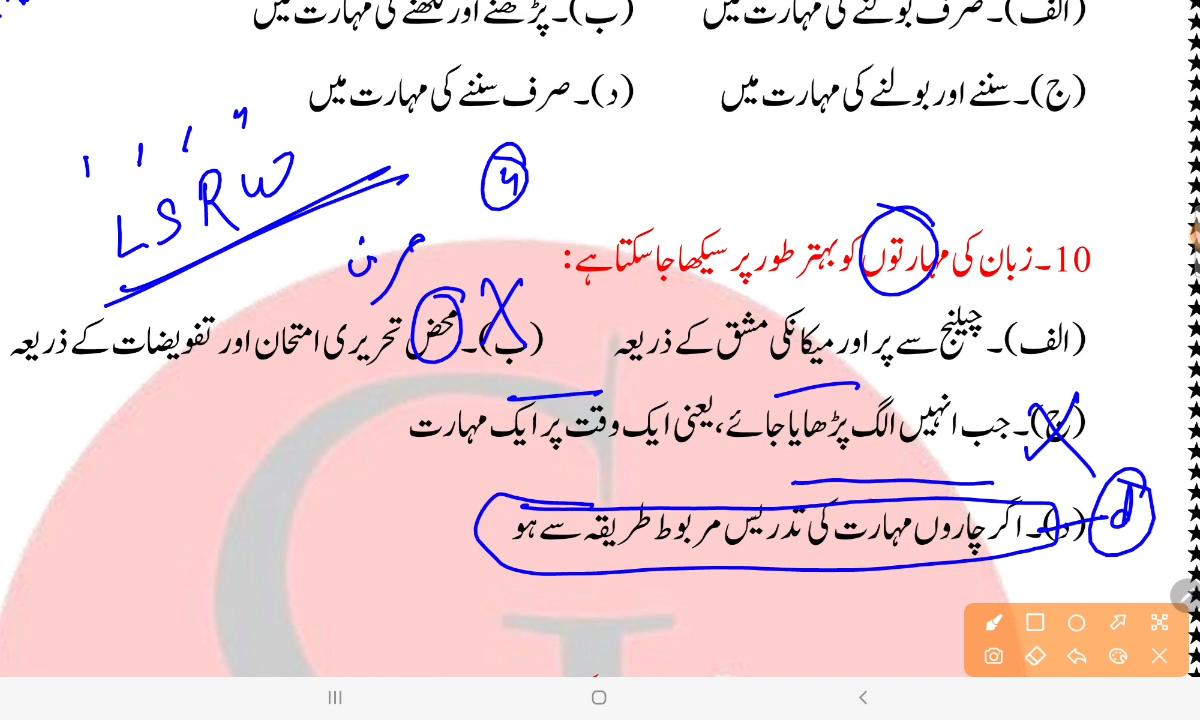 (الف)۔ صرف بولنے کی مہارت میں (ب)۔ پڑھنے اور لکھنے کی مہارت میں
(ج)۔ سننے اور بولنے کی مہارت میں (د)۔ صرف سننے کی مہارت میں
LSRW
10۔ زبان کی مہارتوں کو بہتر طور پر سیکھا جاسکتا ہے:
(الف)۔ چیلنج سے پر اور میکانکی مشق کے ذریعہ (ب)۔ محض تحریری امتحان اور تفویضات کے ذریعہ
(ج)۔ جب انہیں الگ پڑھایا جائے، یعنی ایک وقت پر ایک مہارت
(د)۔ اگر چاروں مہارت کی تدریس مربوط طریقہ سے ہو
d